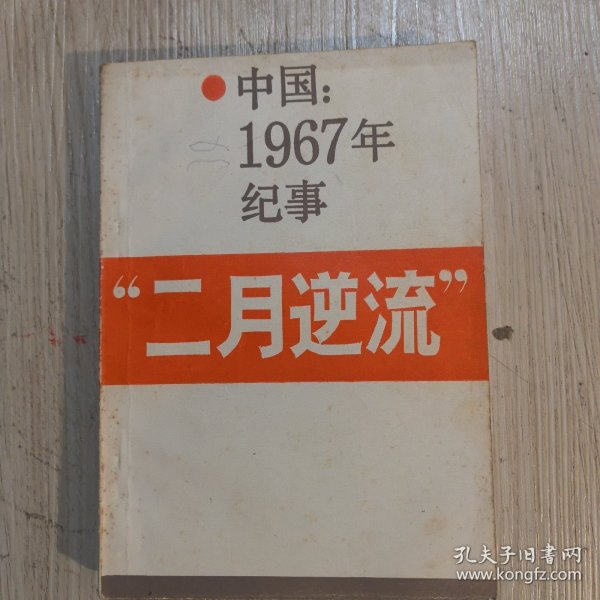 中国：
1967年
纪事
“二月逆流”
孔夫子旧书网
www.kongfz.com